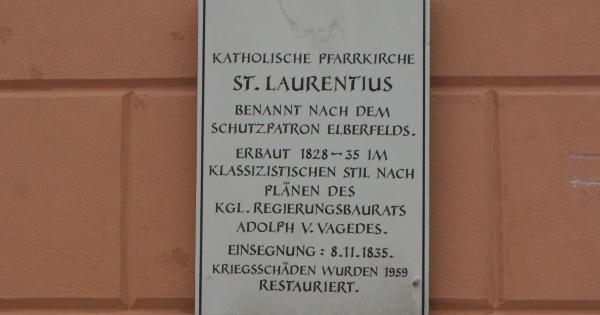 KATHOLISCHE PFARRKIRCHE
ST. LAURENTIUS
BENANNT NACH DEM
SCHUTZPATRON ELBERFELDS.
ERBAUT 1828-35 IM
KLASSIZISTISCHEN STIL NACH
PLÄNEN DES
KGL. REGIERUNGSBAURATS
ADOLPH V. VAGEDES.
EINSEGNUNG: 8.11.1835.
KRIEGSSCHÄDEN WURDEN 1959
RESTAURIERT.